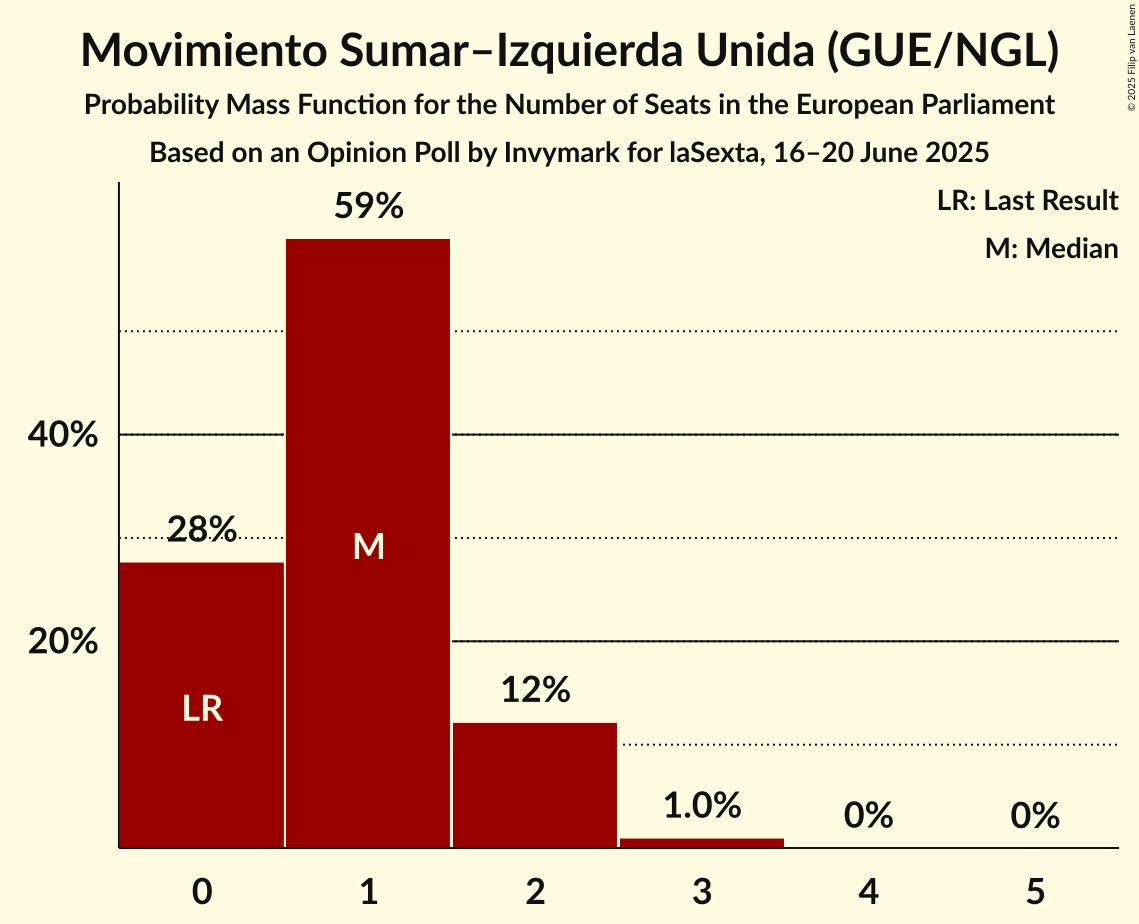 Movimiento Sumar–Izquierda Unida (GUE/NGL)
Probability Mass Function for the Number of Seats in the European Parliament
Based on an Opinion Poll by Invymark for laSexta, 16–20 June 2025
© 2025 Filip van Laenen
LR: Last Result
M: Median
59%
40%
28%
M
20%
LR
12%
1.0%
0%
0%
0 1 2 3 4 5